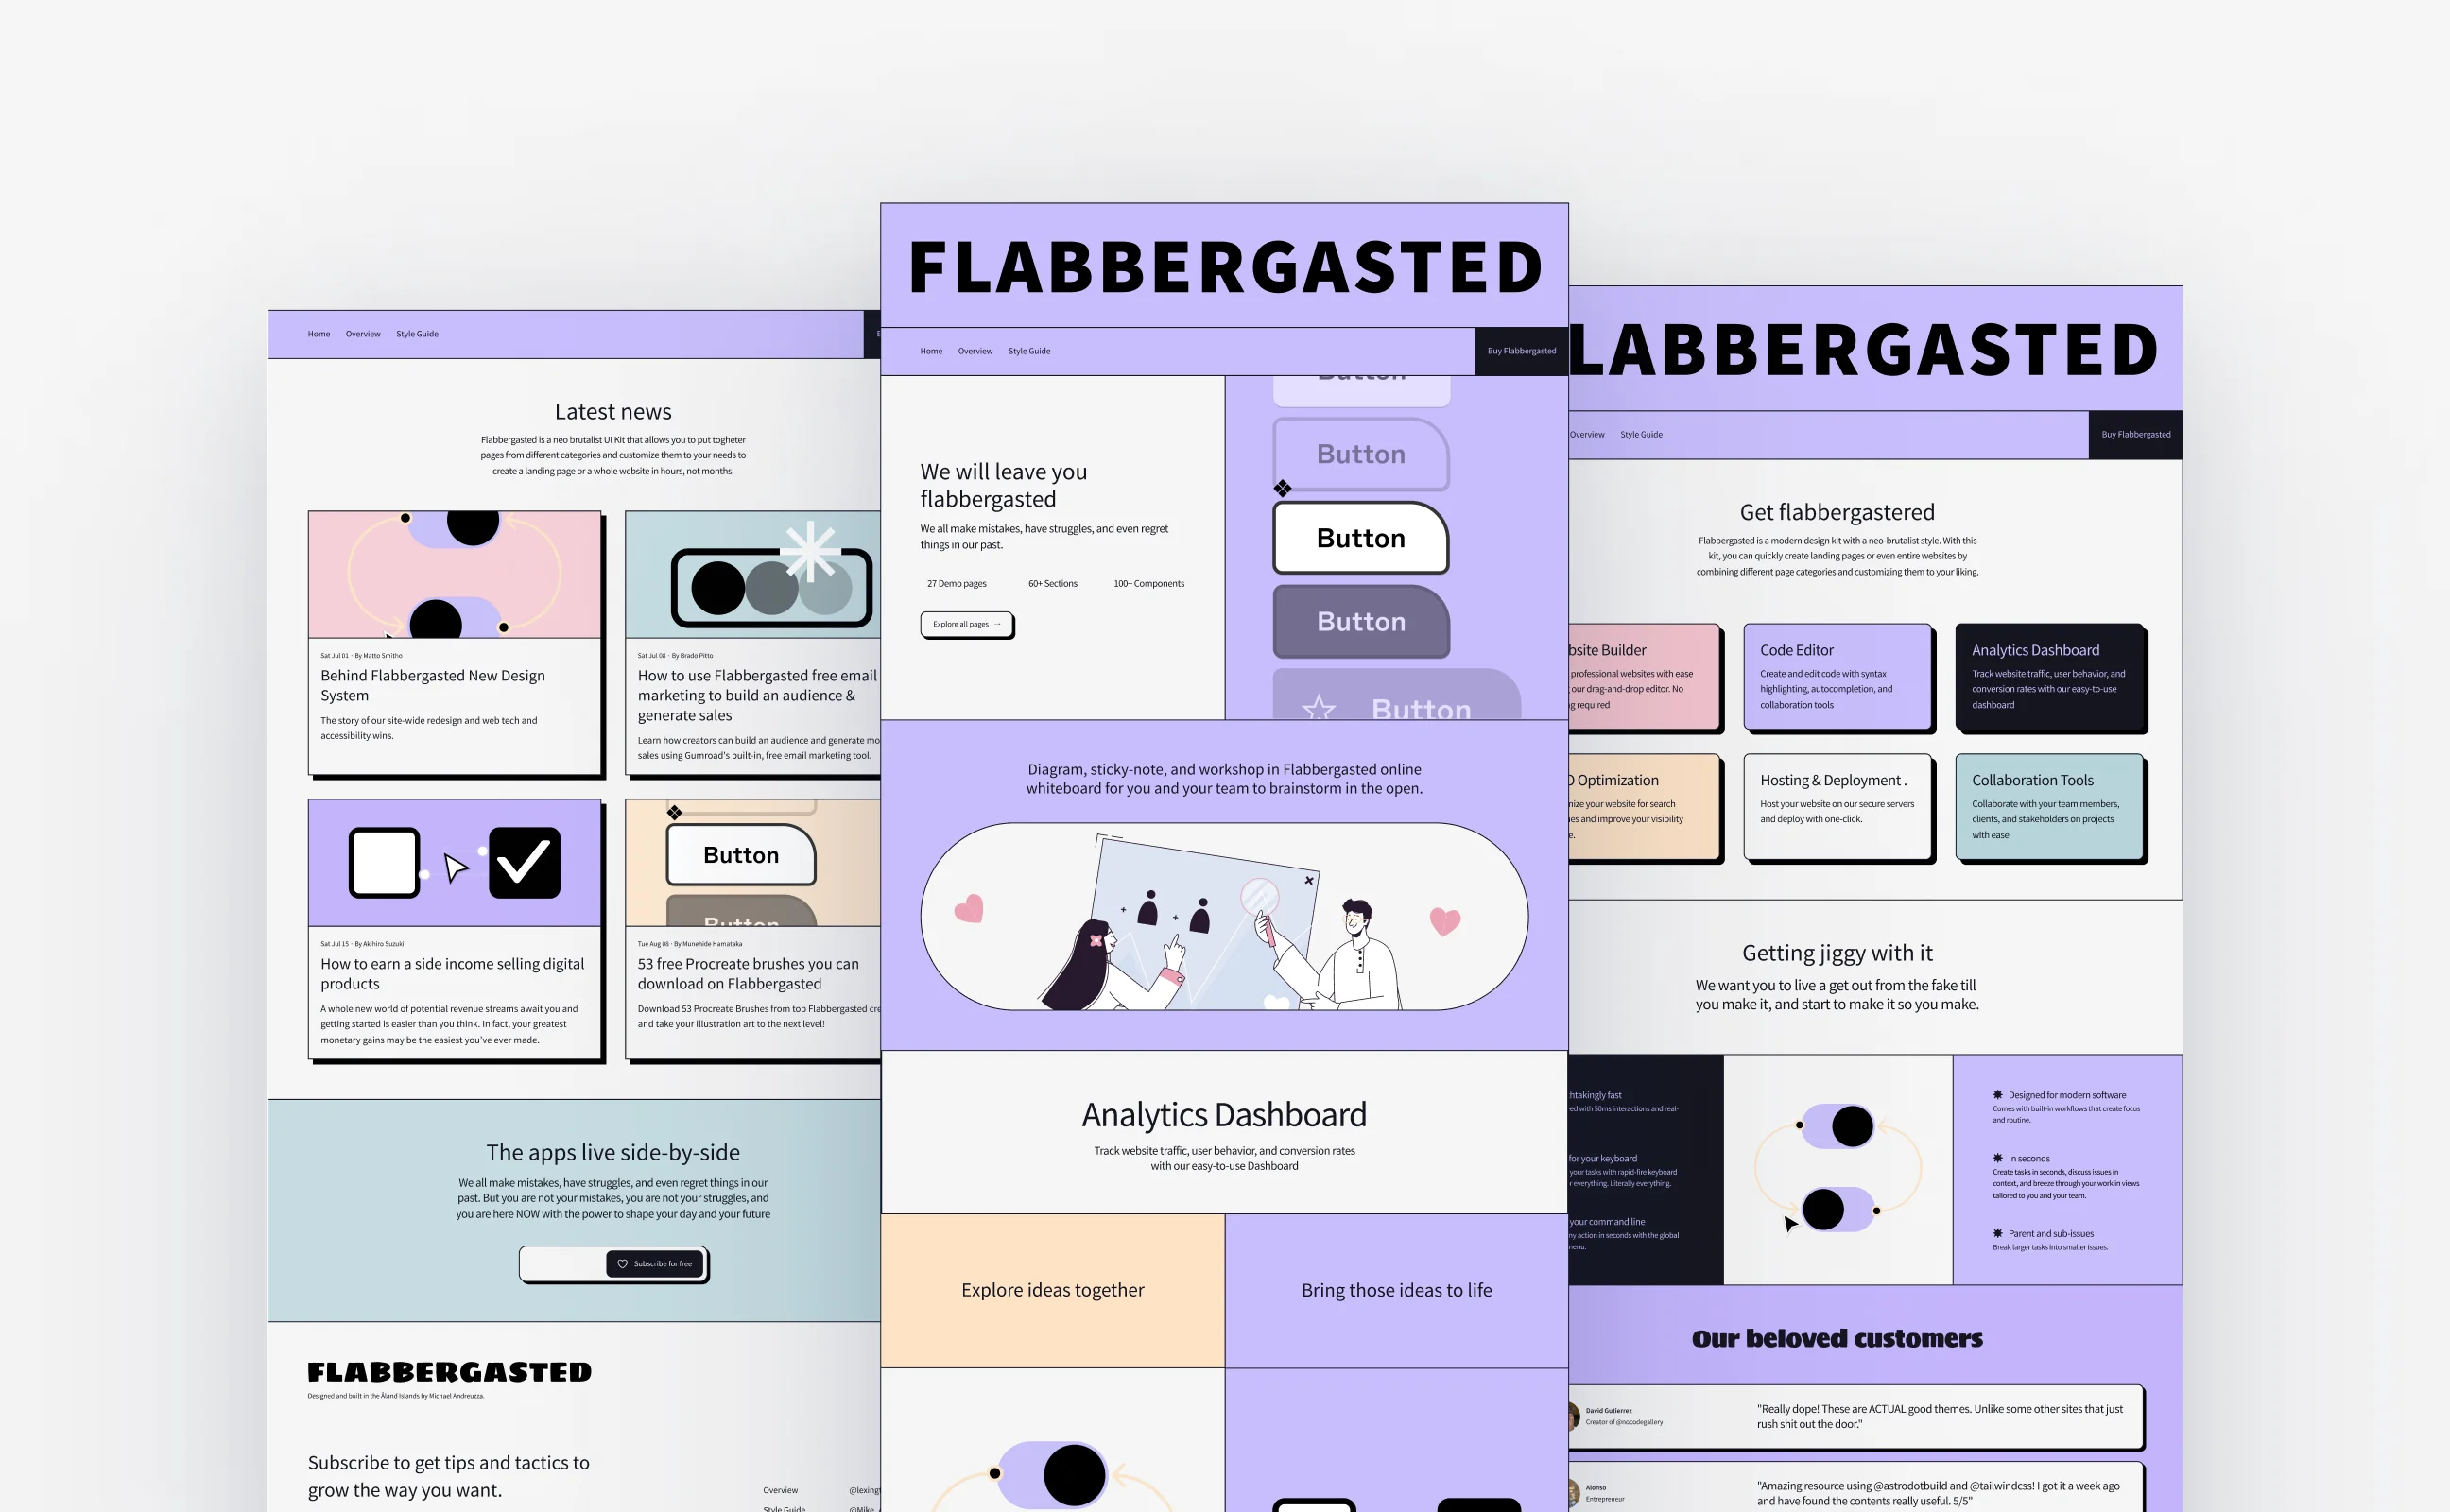 Home Overview Style Guide
Latest news
Flabbergasted is a neo brutalist UI Kit that allows you to put togheter
pages from different categories and customize them to your needs to
create a landing page or a whole website in hours, not months.
Sat Jul 01 · By Matto Smitho
Behind Flabbergasted New Design
System
The story of our site-wide redesign and web tech and
accessibility wins.
Sat Jul 08 · By Brado Pitto
How to use Flabbergasted free email
marketing to build an audience &
generate sales
Learn how creators can build an audience and generate mo
sales using Gumroad's built-in, free email marketing tool.
Sat Jul 15 · By Akihiro Suzuki
How to earn a side income selling digital
products
A whole new world of potential revenue streams await you and
getting started is easier than you think. In fact, your greatest
monetary gains may be the easiest you've ever made.
Button
Button
Tue Aug 08 · By Munehide Hamataka
53 free Procreate brushes you can
download on Flabbergasted
Download 53 Procreate Brushes from top Flabbergasted cre
and take your illustration art to the next level!
The apps live side-by-side
We all make mistakes, have struggles, and even regret things in our
past. But you are not your mistakes, you are not your struggles, and
you are here NOW with the power to shape your day and your future
Subscribe for free
FLABBERGASTED
Designed and built in the Åland Islands by Michael Andreuzza.
Subscribe to get tips and tactics to
grow the way you want.
Overview
Style Guide
FLABBERGASTED
Home Overview Style Guide Buy Flabbergasted
We will leave you
flabbergasted
We all make mistakes, have struggles, and even regret
things in our past.
27 Demo pages 60+ Sections 100+ Components
Explore all pages →
Button
Button
Button
Button
Button
Diagram, sticky-note, and workshop in Flabbergasted online
whiteboard for you and your team to brainstorm in the open.
Analytics Dashboard
Track website traffic, user behavior, and conversion rates
with our easy-to-use Dashboard
Explore ideas together
Bring those ideas to life
LABBERGASTED
Overview Style Guide Buy Flabbergasted
Get flabbergastered
Flabbergasted is a modern design kit with a neo-brutalist style. With this
kit, you can quickly create landing pages or even entire websites by
combining different page categories and customizing them to your liking.
bsite Builder
professional websites with ease
our drag-and-drop editor. No
g required
Code Editor
Create and edit code with syntax
highlighting, autocompletion, and
collaboration tools
Analytics Dashboard
Track website traffic, user behavior, and
conversion rates with our easy-to-use
dashboard
O Optimization
mize your website for search
nes and improve your visibility
e.
Hosting & Deployment .
Host your website on our secure servers
and deploy with one-click.
Collaboration Tools
Collaborate with your team members,
clients, and stakeholders on projects
with ease
Getting jiggy with it
We want you to live a get out from the fake till
you make it, and start to make it so you make.
htakingly fast
ed with 50ms interactions and real-
for your keyboard
your tasks with rapid-fire keyboard
r everything. Literally everything.
your command line
ny action in seconds with the global
nenu.
Designed for modern software
Comes with built-in workflows that create focus
and routine.
In seconds
Create tasks in seconds, discuss issues in
context, and breeze through your work in views
tailored to you and your team.
Parent and sub-issues
Break larger tasks into smaller issues.
Our beloved customers
David Gutierrez
Creator of @nocodegallery
"Really dope! These are ACTUAL good themes. Unlike some other sites that just
rush shit out the door."
Alonso
Entrepreneur
"Amazing resource using @astrodotbuild and @tailwindcss! I got it a week ago
and have found the contents really useful. 5/5"